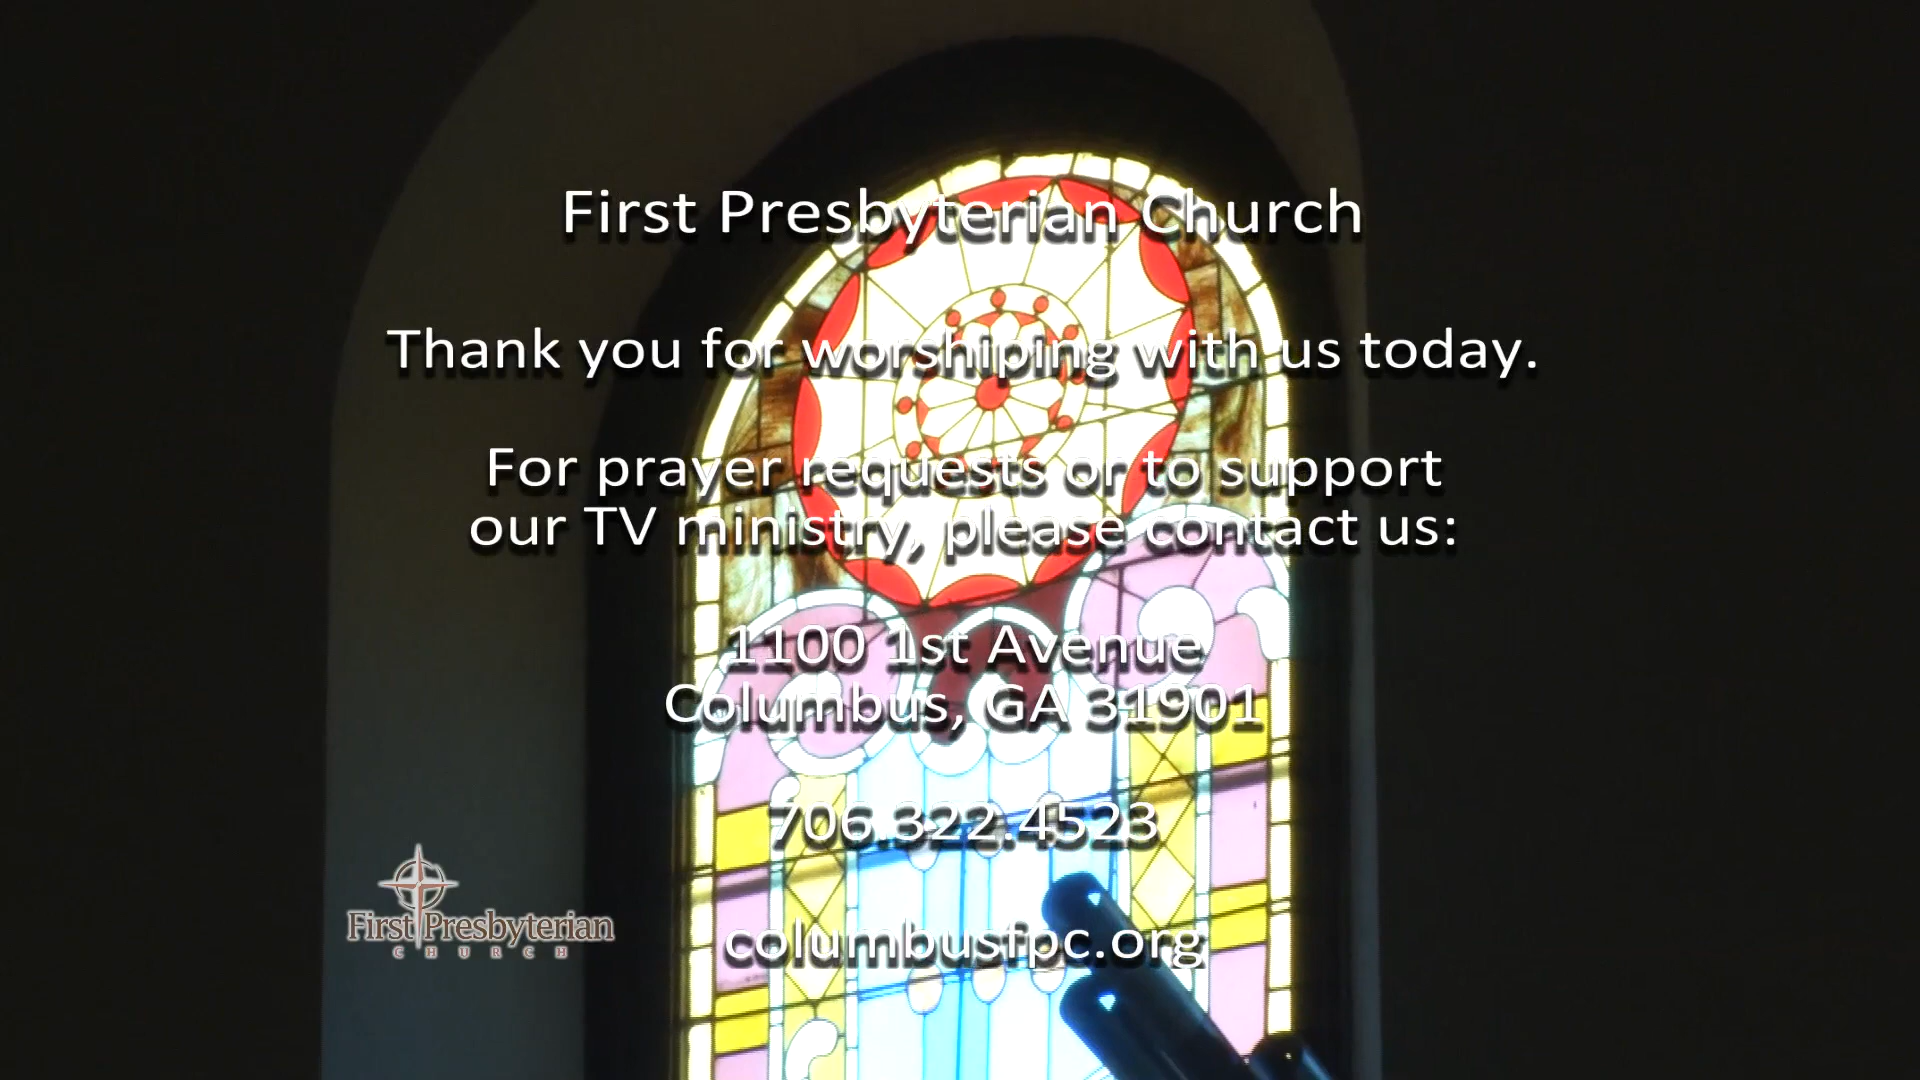 First Presbyterian Church
Thank you for worshiping with us today.
For prayer requests or to support
our TV ministry, please contact us:
1100 1st Avenue
Columbus, GA 31901
706.322.4523
columbusfpc.org
First Presbyterian
CHURCH